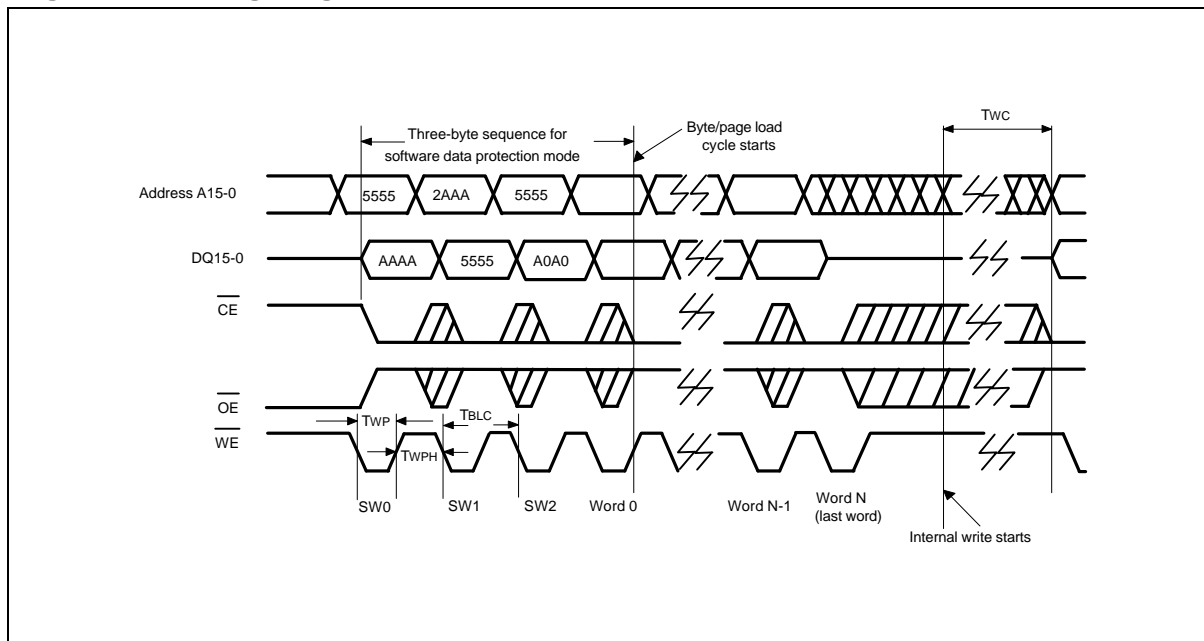 Three-byte sequence for
software data protection mode
Byte/page load
cycle starts
TWC
Address A15-0
5555
2AAA
5555
DQ15-0
AAAA
5555
A0A0
CE
OE
TWP
TBLC
WE
TWPH
SW0
SW1
SW2
Word 0
Word N-1
Word N
(last word)
Internal write starts